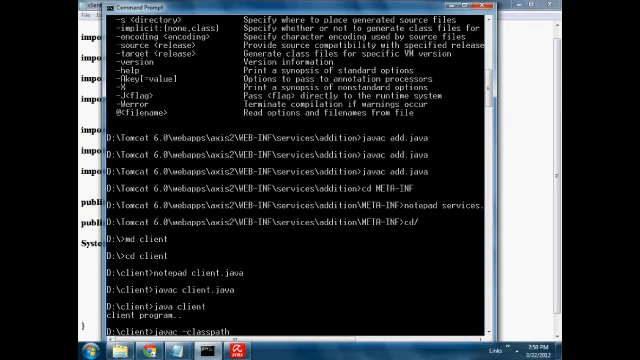 client
Command Prompt
File
Edit
-s <directory> Specify where to place generated source files
-implicit:{none,class} Specify whether or not to generate class files for
-encoding <encoding> Specify character encoding used by source files
-source <release> Provide source compatibility with specified release
-target <release> Generate class files for specific VM version
-version Version information
-help Print a synopsis of standard options
-Akey[=value] Options to pass to annotation processors
-X Print a synopsis of nonstandard options
-J<flag> Pass <flag> directly to the runtime system
-Werror Terminate compilation if warnings occur
@<filename> Read options and filenames from file
D:\Tomcat 6.0\webapps\axis2\WEB-INF\services\addition>javac add.java
D:\Tomcat 6.0\webapps\axis2\WEB-INF\services\addition>javac add.java
D:\Tomcat 6.0\webapps\axis2\WEB-INF\services\addition>javac add.java
D:\Tomcat 6.0\webapps\axis2\WEB-INF\services\addition>cd META-INF
D:\Tomcat 6.0\webapps\axis2\WEB-INF\services\addition\META-INF>notepad services.
D:\Tomcat 6.0\webapps\axis2\WEB-INF\services\addition\META-INF>cd/
D:\>md client
D:\>cd client
D:\client>notepad client.java
D:\client>javac client.java
D:\client>java client
client program..
D:\client>javac -classpath
impo
impo
impo
impo
impo
impo
publi
publi
Syste
}
Links
7:50 PM
3/22/2012